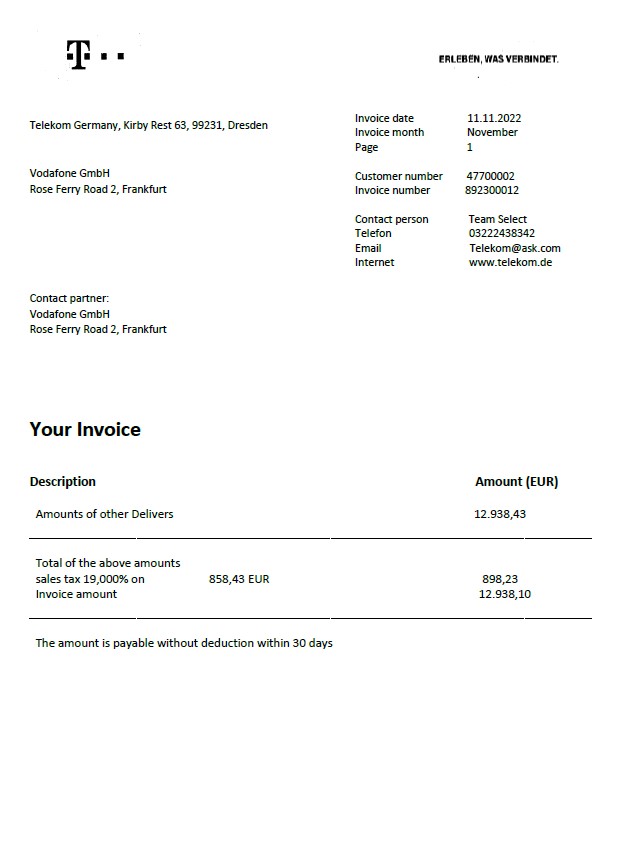 T
ERLEBEN, WAS VERBINDET.
Telekom Germany, Kirby Rest 63, 99231, Dresden
Vodafone GmbH
Rose Ferry Road 2, Frankfurt
Invoice date 11.11.2022
Invoice month November
Page 1
Customer number 47700002
Invoice number 892300012
Contact person Team Select
Telefon 03222438342
Email Telekom@ask.com
Internet www.telekom.de
Contact partner:
Vodafone GmbH
Rose Ferry Road 2, Frankfurt
Your Invoice
Description Amount (EUR)
Amounts of other Delivers 12.938,43
Total of the above amounts
sales tax 19,000% on 858,43 EUR 898,23
Invoice amount 12.938,10
The amount is payable without deduction within 30 days